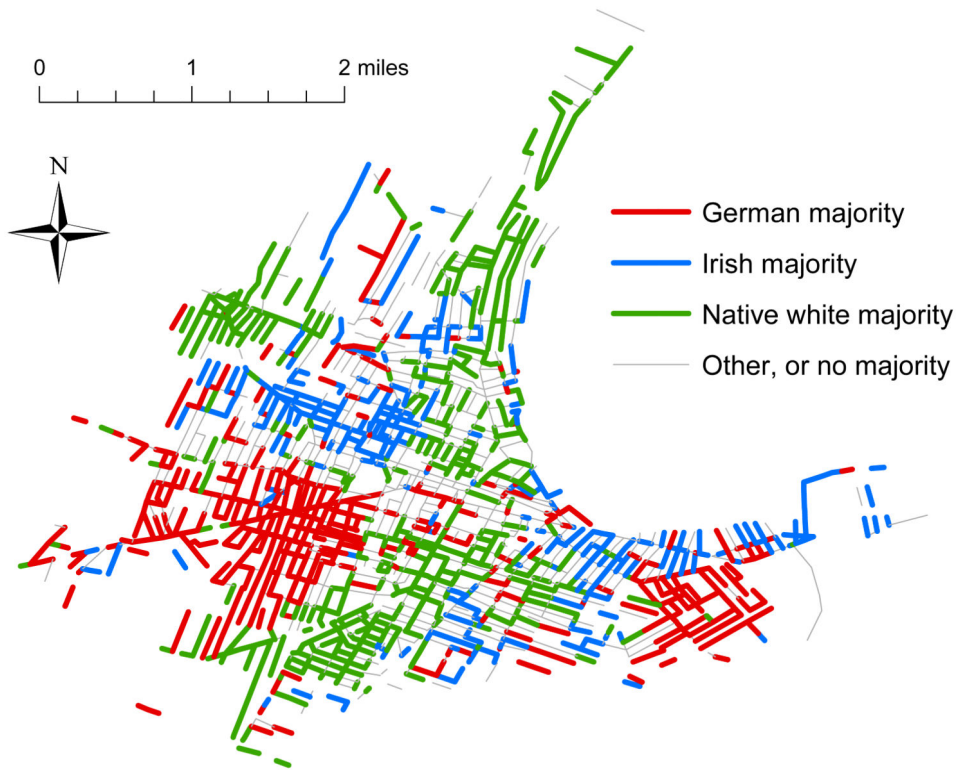 0 1 2 miles
N
German majority
Irish majority
Native white majority
Other, or no majority